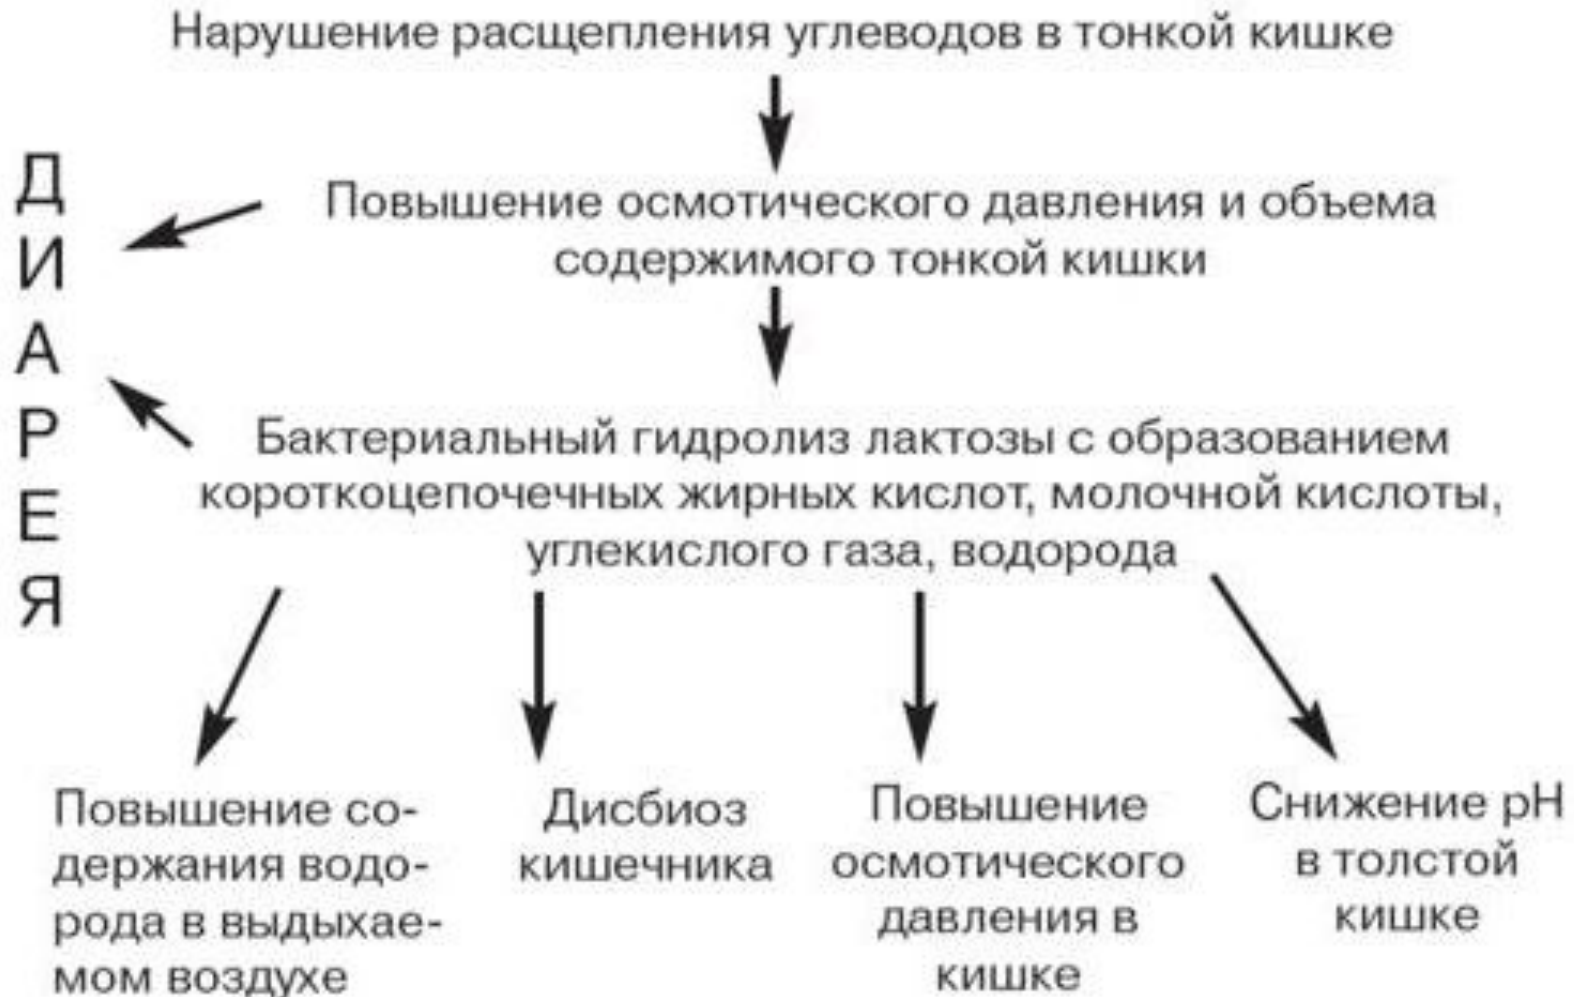 Нарушение расщепления углеводов в тонкой кишке
ДИАРЕЯ
Повышение осмотического давления и объема
содержимого тонкой кишки
Бактериальный гидролиз лактозы с образованием
короткоцепочечных жирных кислот, молочной кислоты,
углекислого газа, водорода
Повышение со-
держания водо-
рода в выдыхае-
мом воздухе
Дисбиоз
кишечника
Повышение
осмотического
давления в
кишке
Снижение pH
в толстой
кишке